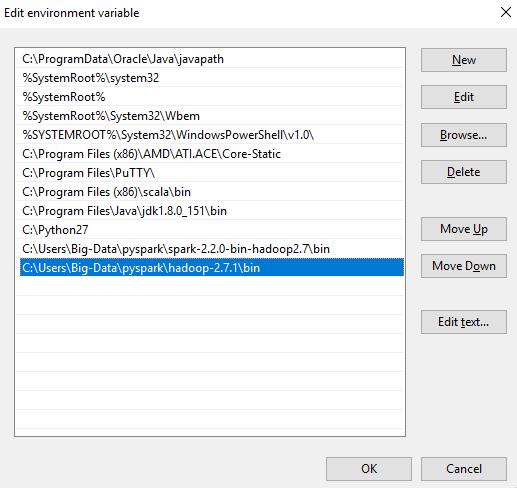 Edit environment variable
C:\ProgramData\Oracle\Java\javapath
%SystemRoot%\system32
%SystemRoot%
%SystemRoot%\System32\Wbem
%SYSTEMROOT%\System32\WindowsPowerShell\v1.0\
C:\Program Files (x86)\AMD\ATI.ACE\Core-Static
C:\Program Files\PuTTY\
C:\Program Files (x86)\scala\bin
C:\Program Files\Java\jdk1.8.0_151\bin
C:\Python27
C:\Users\Big-Data\pyspark\spark-2.2.0-bin-hadoop2.7\bin
C:\Users\Big-Data\pyspark\hadoop-2.7.1\bin
New
Edit
Browse...
Delete
Move Up
Move Down
Edit text...
OK
Cancel